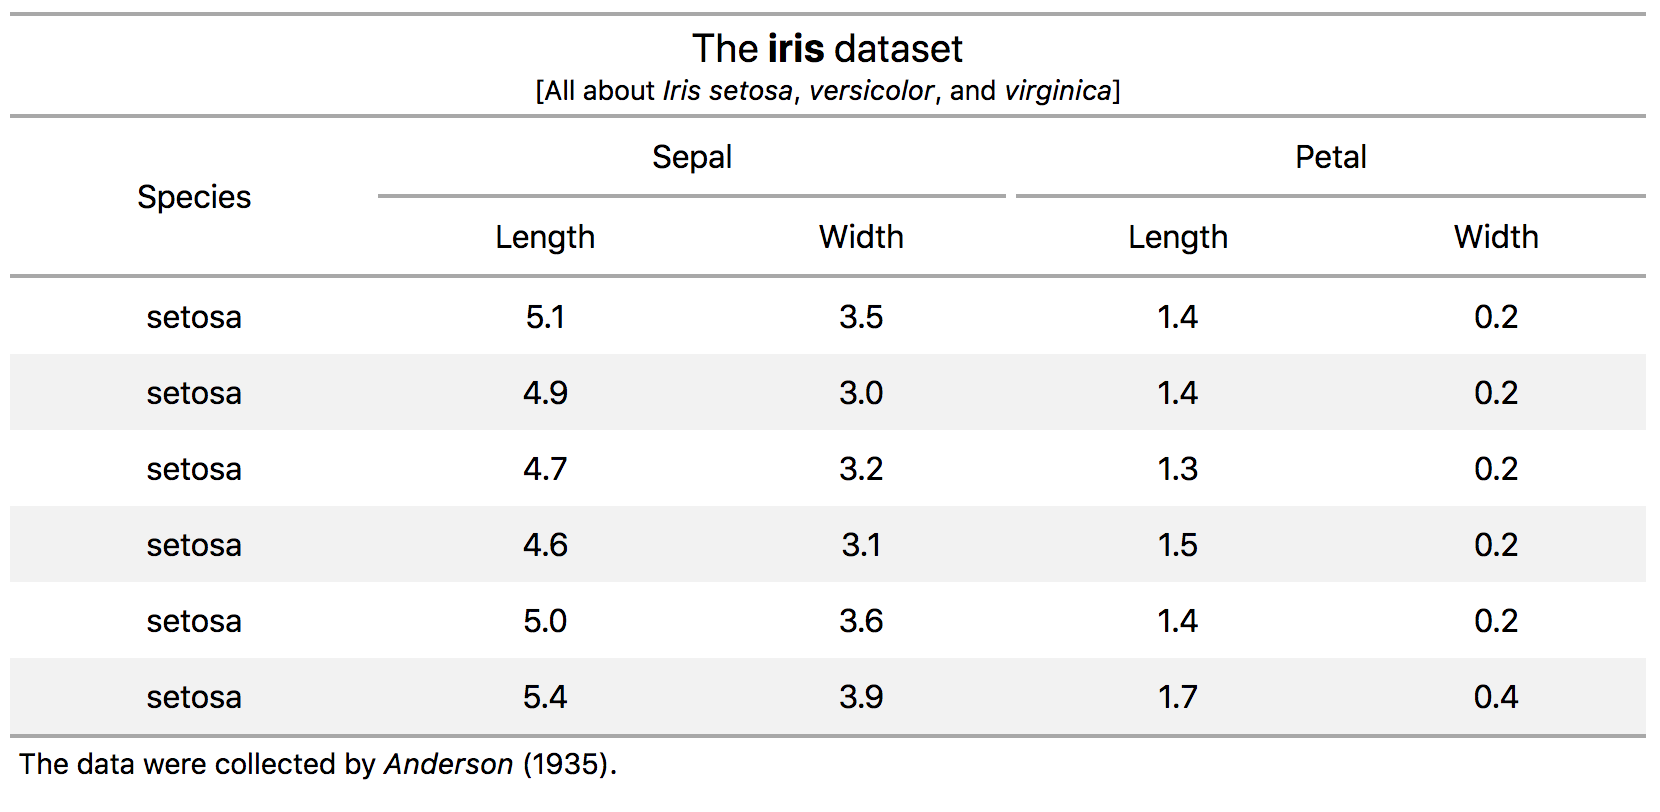 The iris dataset
[All about Iris setosa, versicolor, and virginica]
Species Sepal Petal
Length Width Length Width
setosa 5.1 3.5 1.4 0.2
setosa 4.9 3.0 1.4 0.2
setosa 4.7 3.2 1.3 0.2
setosa 4.6 3.1 1.5 0.2
setosa 5.0 3.6 1.4 0.2
setosa 5.4 3.9 1.7 0.4
The data were collected by Anderson (1935).